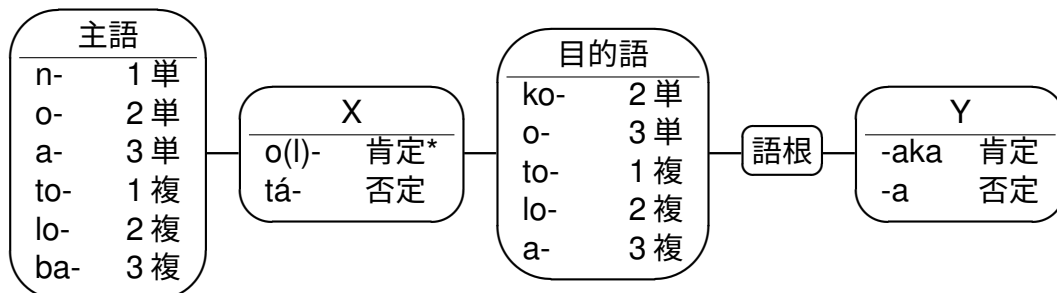 主語
n- 1 単
o- 2 単
a- 3 単
to- 1 複
lo- 2 複
ba- 3 複
X
o(l)- 肯定*
tá- 否定
目的語
ko- 2 単
o- 3 単
to- 1 複
lo- 2 複
a- 3 複
語根
Y
-aka 肯定
-a 否定